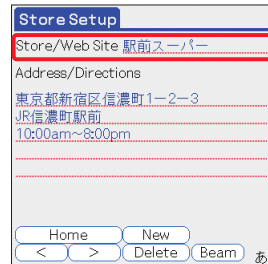 Store Setup
Store/Web Site 駅前スーパー
Address/Directions
東京都新宿区信濃町1－2－3
JR信濃町駅前
10:00am～8:00pm
Home New
< > Delete Beam あ